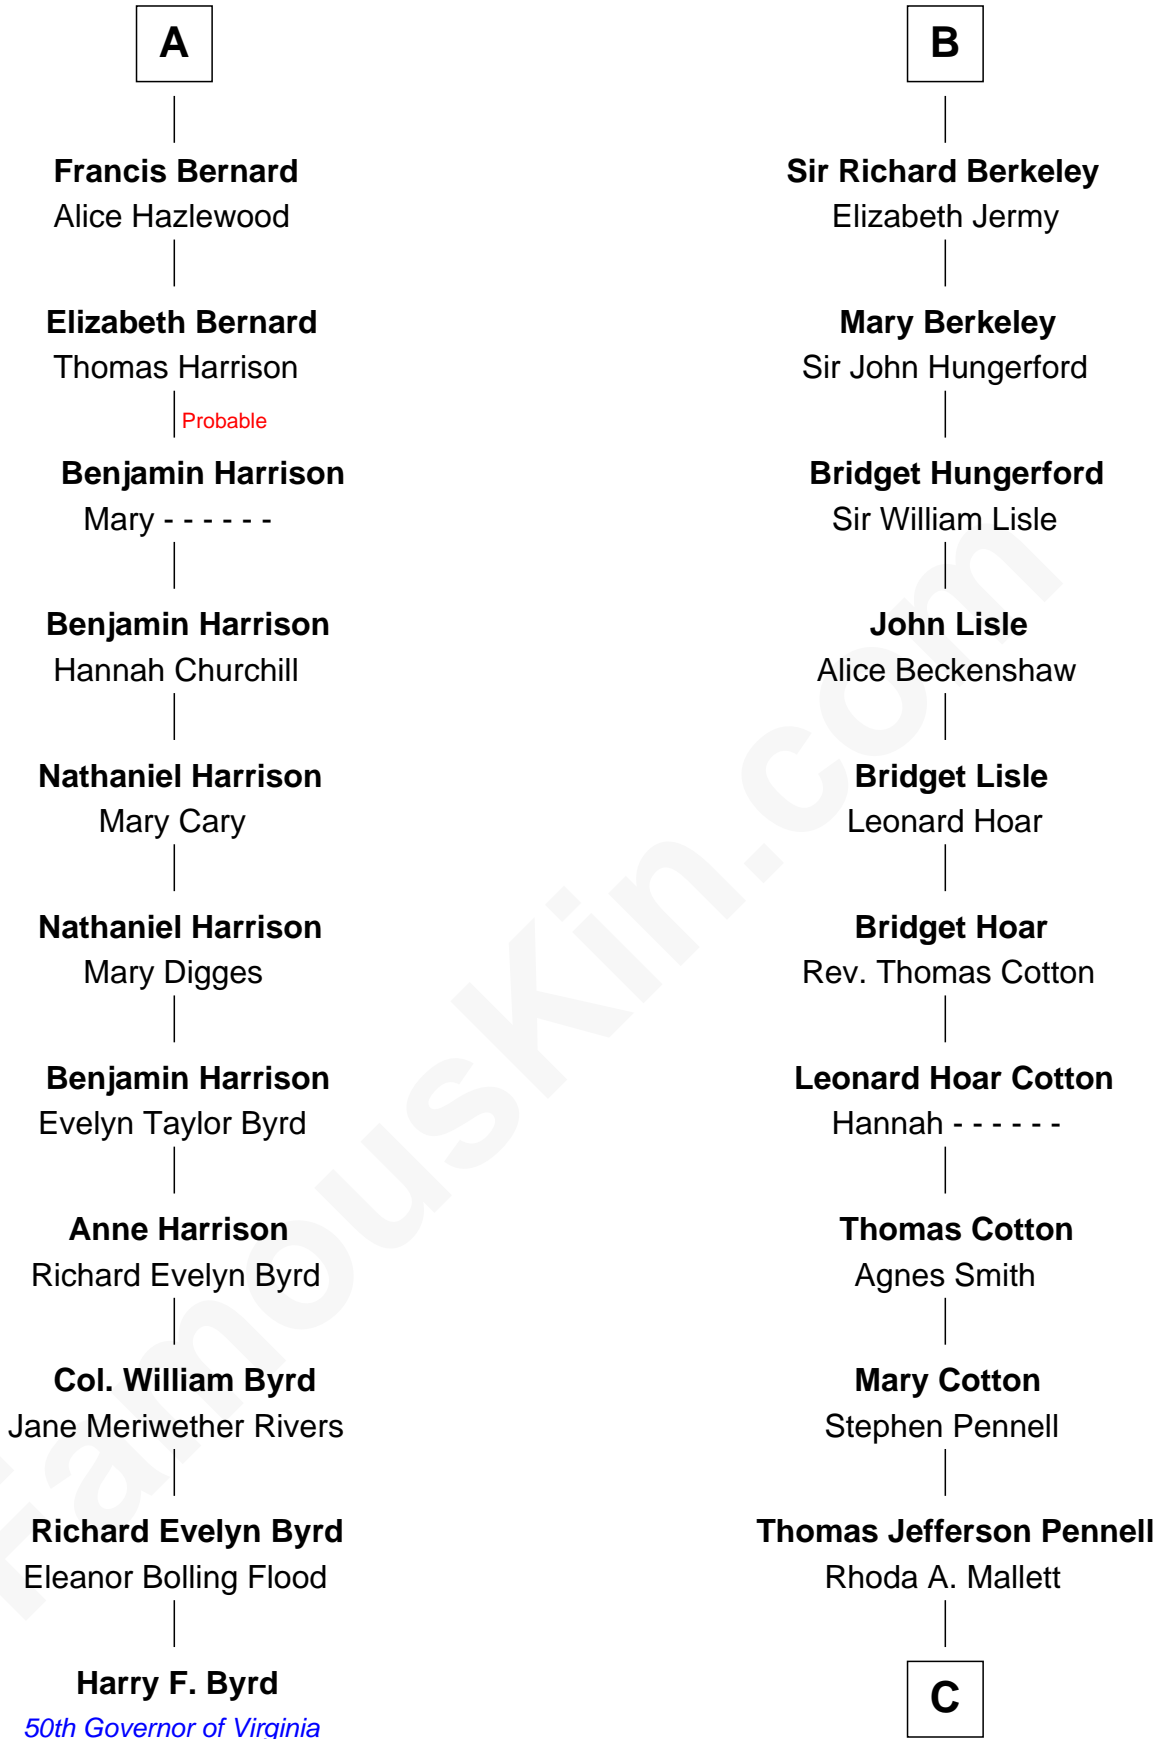 A
Francis Bernard
Alice Hazlewood
Elizabeth Bernard
Thomas Harrison
Probable
Benjamin Harrison
Mary - - - - - -
Benjamin Harrison
Hannah Churchill
Nathaniel Harrison
Mary Cary
Nathaniel Harrison
Mary Digges
Benjamin Harrison
Evelyn Taylor Byrd
Anne Harrison
Richard Evelyn Byrd
Col. William Byrd
Jane Meriwether Rivers
Richard Evelyn Byrd
Eleanor Bolling Flood
Harry F. Byrd
50th Governor of Virginia
B
Sir Richard Berkeley
Elizabeth Jermy
Mary Berkeley
Sir John Hungerford
Bridget Hungerford
Sir William Lisle
John Lisle
Alice Beckenshaw
Bridget Lisle
Leonard Hoar
Bridget Hoar
Rev. Thomas Cotton
Leonard Hoar Cotton
Hannah - - - - - -
Thomas Cotton
Agnes Smith
Mary Cotton
Stephen Pennell
Thomas Jefferson Pennell
Rhoda A. Mallett
C
FamousKin.com